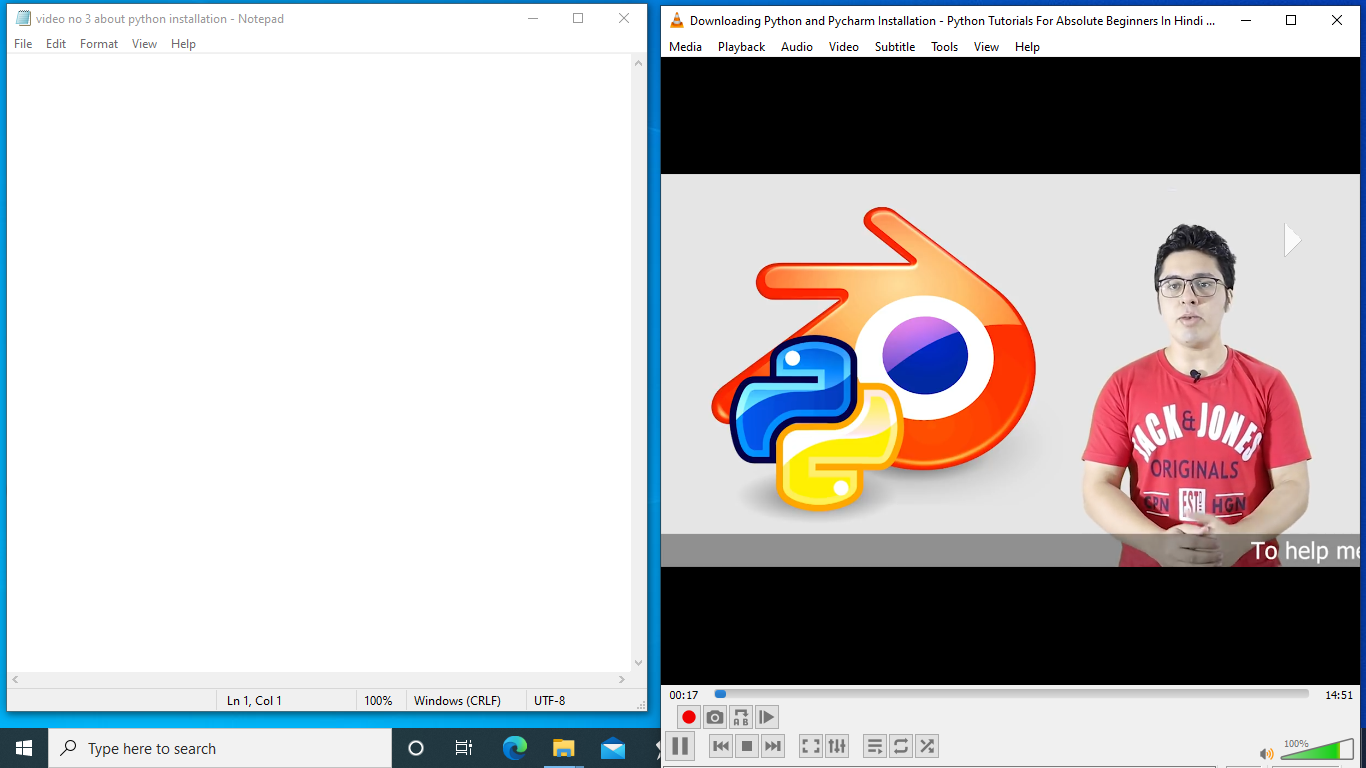 video no 3 about python installation - Notepad
File Edit Format View Help
Ln 1, Col 1 100% Windows (CRLF) UTF-8
Type here to search
Downloading Python and Pycharm Installation - Python Tutorials For Absolute Beginners In Hindi ...
Media Playback Audio Video Subtitle Tools View Help
JACK & JONES
ORIGINALS
CPN ESTD HGN
To help me
00:17 14:51
A B
100%